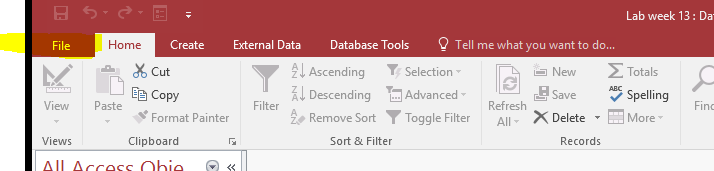 Lab week 13 : Da
File Home Create External Data Database Tools Tell me what you want to do...
View Paste Cut Copy Format Painter Filter Ascending Descending Remove Sort Selection Advanced Toggle Filter Refresh All New Save Delete Totals ABC Spelling More Find
Views Clipboard Sort & Filter Records
All Access Obje